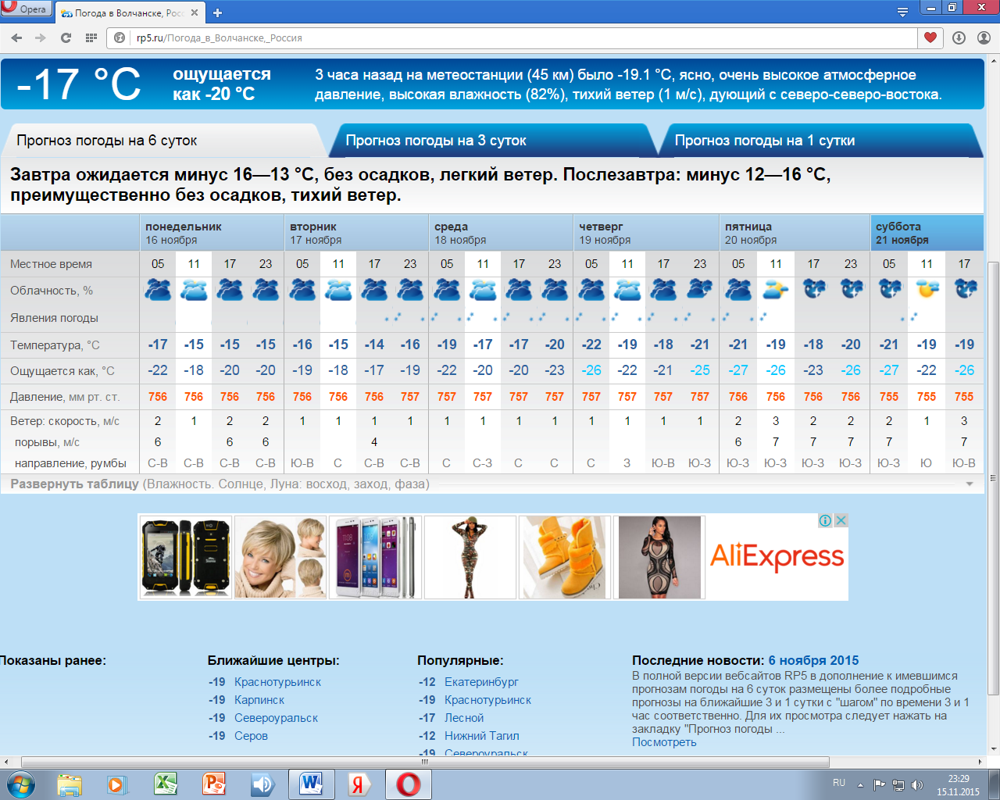 Opera
Погода в Волчанске, Росс
rp5.ru/Погода_в_Волчанске,_Россия
-17 °C
ощущается
как -20 °C
3 часа назад на метеостанции (45 км) было -19.1 °C, ясно, очень высокое атмосферное
давление, высокая влажность (82%), тихий ветер (1 м/с), дующий с северо-северо-востока.
Прогноз погоды на 6 суток
Прогноз погоды на 3 суток
Прогноз погоды на 1 сутки
Завтра ожидается минус 16—13 °C, без осадков, легкий ветер. Послезавтра: минус 12—16 °C,
преимущественно без осадков, тихий ветер.
понедельник вторник среда четверг пятница суббота
16 ноября 17 ноября 18 ноября 19 ноября 20 ноября 21 ноября
Местное время 05 11 17 23 05 11 17 23 05 11 17 23 05 11 17 23 05 11 17 23 05 11 17
Облачность, %
Явления погоды
Температура, °C -17 -15 -15 -15 -16 -15 -14 -16 -19 -17 -17 -20 -22 -19 -18 -21 -21 -19 -18 -20 -21 -19 -19
Ощущается как, °C -22 -18 -20 -20 -19 -18 -17 -19 -22 -20 -20 -23 -26 -22 -21 -25 -27 -26 -23 -26 -27 -22 -26
Давление, мм рт. ст. 756 756 756 756 756 756 756 757 757 757 757 757 757 757 757 757 756 756 756 756 755 755 755
Ветер: скорость, м/с 2 1 2 2 1 1 1 1 1 1 1 1 1 1 1 1 2 3 2 2 2 1 3
порывы, м/с 6 6 6 4 6 7 7 7 7 7
направление, румбы С-В С-В С-В С-В Ю-В С С-В С-В С С-З С С С З Ю-В Ю-З Ю-З Ю-З Ю-З Ю-З Ю-З Ю Ю-В
Развернуть таблицу (Влажность. Солнце, Луна: восход, заход, фаза)
AliExpress
Показаны ранее:
Ближайшие центры:
-19 Краснотурьинск
-19 Карпинск
-19 Североуральск
-19 Серов
Популярные:
-12 Екатеринбург
-19 Краснотурьинск
-17 Лесной
-12 Нижний Тагил
-19 Североуральск
Последние новости: 6 ноября 2015
В полной версии вебсайтов RP5 в дополнение к имевшимся
прогнозам погоды на 6 суток размещены более подробные
прогнозы на ближайшие 3 и 1 сутки с "шагом" по времени 3 и 1
час соответственно. Для их просмотра следует нажать на
закладку "Прогноз погоды ...
Посмотреть
RU
23:29
15.11.2015